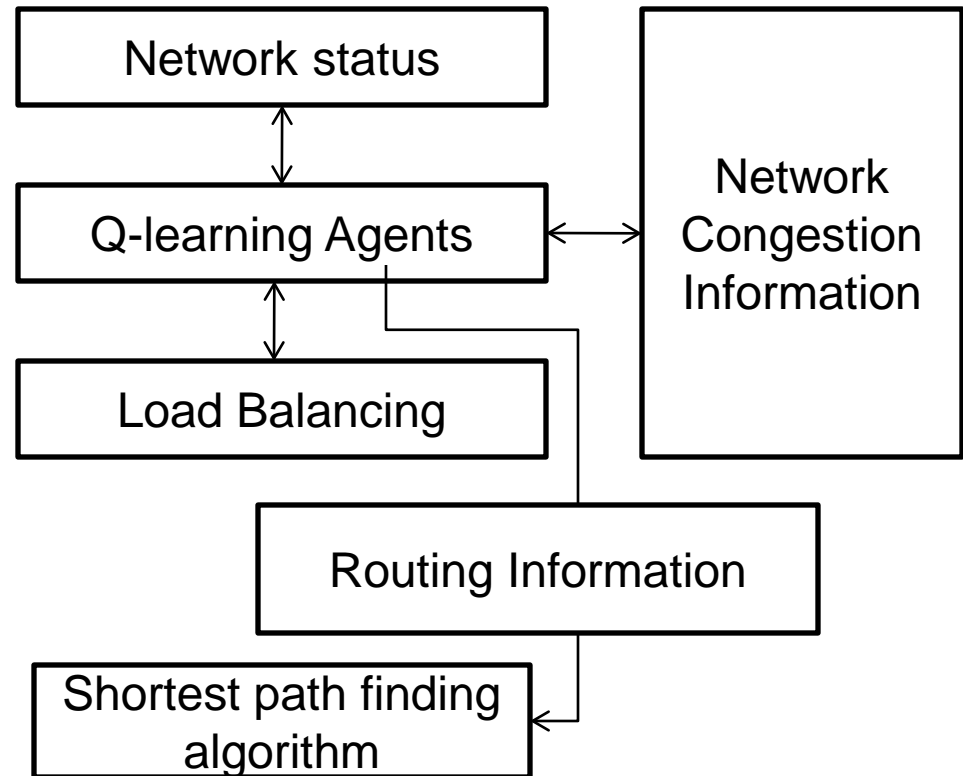 Network status
Q-learning Agents
Network
Congestion
Information
Load Balancing
Routing Information
Shortest path finding
algorithm